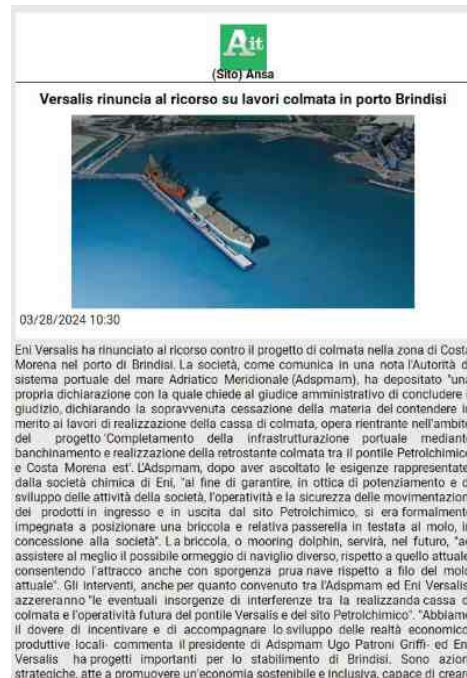 Ait
(Sito) Ansa
Versalis rinuncia al ricorso su lavori colmata in porto Brindisi
03/28/2024 10:30
Eni Versalis ha rinunciato al ricorso contro il progetto di colmata nella zona di Costa
Morena nel porto di Brindisi. La società, come comunica in una nota l'Autorità d
sistema portuale del mare Adriatico Meridionale (Adspmam), ha depositato "una
propria dichiarazione con la quale chiede al giudice amministrativo di concludere i
giudizio, dichiarando la sopravvenuta cessazione della materia del contendere i
merito ai lavori di realizzazione della cassa di colmata, opera rientrante nell'ambito
del progetto 'Completamento della infrastrutturazione portuale mediante
banchinamento e realizzazione della retrostante colmata tra il pontile Petrolchimico
e Costa Morena est'. L'Adspmam, dopo aver ascoltato le esigenze rappresentate
dalla società chimica di Eni, "al fine di garantire, in ottica di potenziamento e d
sviluppo delle attività della società, l'operatività e la sicurezza delle movimentazion
dei prodotti in ingresso e in uscita dal sito Petrolchimico, si era formalmente
impegnata a posizionare una briccola e relativa passerella in testata al molo, i
concessione alla società". La briccola, o mooring dolphin, servirà, nel futuro, "ad
assistere al meglio il possibile ormeggio di naviglio diverso, rispetto a quello attuale
consentendo l'attracco anche con sporgenza prua nave rispetto a filo del molo
attuale". Gli interventi, anche per quanto convenuto tra l'Adspmam ed Eni Versalis
azzereranno "le eventuali insorgenze di interferenze tra la realizzanda cassa d
colmata e l'operatività futura del pontile Versalis e del sito Petrolchimico". "Abbiamo
il dovere di incentivare e di accompagnare lo sviluppo delle realtà economico
produttive locali- commenta il presidente di Adspmam Ugo Patroni Griffi- ed Eni
Versalis ha progetti importanti per lo stabilimento di Brindisi. Sono azion
strategiche, atte a promuovere un'economia sostenibile e inclusiva, capace di creare